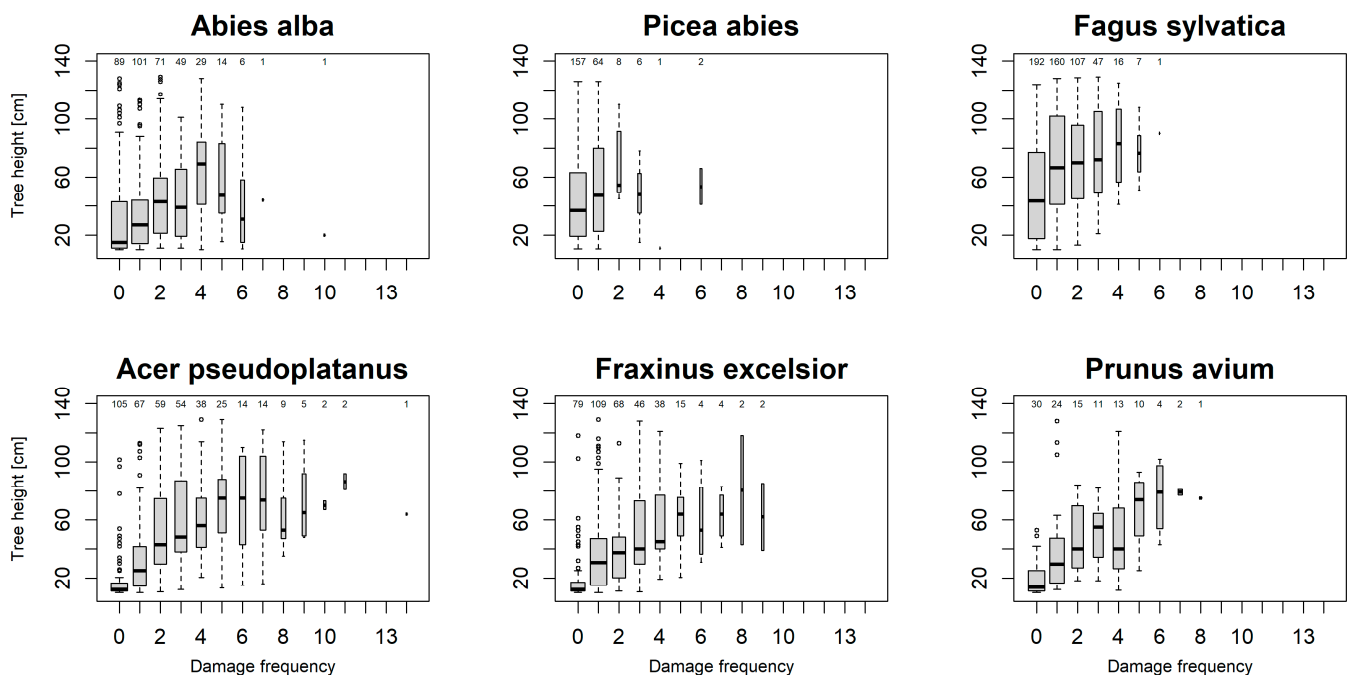 Abies alba
Picea abies
Fagus sylvatica
Tree height [cm]
140
100
60
20
89 101 71 49 29 14 6 1 1
0 2 4 6 8 10 13
140
100
60
20
157 64 8 6 1 2
0 2 4 6 8 10 13
140
100
60
20
192 160 107 47 16 7 1
0 2 4 6 8 10 13
Acer pseudoplatanus
Fraxinus excelsior
Prunus avium
Tree height [cm]
140
100
60
20
105 67 59 54 38 25 14 14 9 5 2 2 1
0 2 4 6 8 10 13
Damage frequency
140
100
60
20
79 109 68 46 38 15 4 4 2 2
0 2 4 6 8 10 13
Damage frequency
140
100
60
20
30 24 15 11 13 10 4 2 1
0 2 4 6 8 10 13
Damage frequency